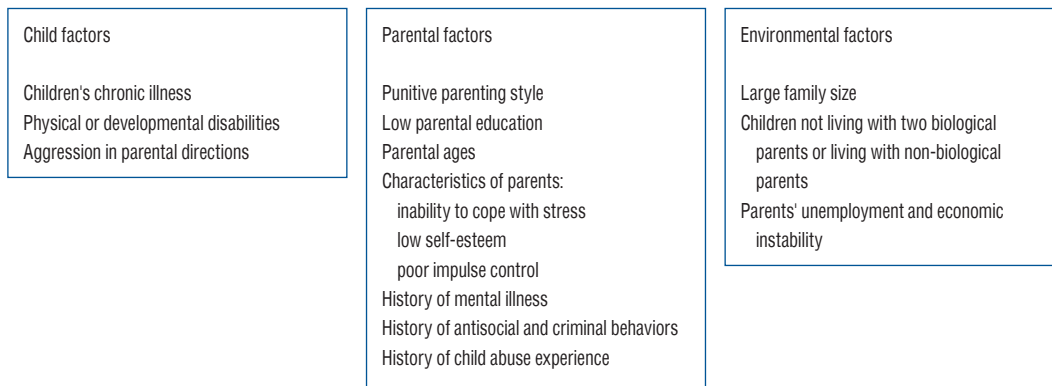 Child factors
Children's chronic illness
Physical or developmental disabilities
Aggression in parental directions
Parental factors
Punitive parenting style
Low parental education
Parental ages
Characteristics of parents:
inability to cope with stress
low self-esteem
poor impulse control
History of mental illness
History of antisocial and criminal behaviors
History of child abuse experience
Environmental factors
Large family size
Children not living with two biological
parents or living with non-biological
parents
Parents' unemployment and economic
instability